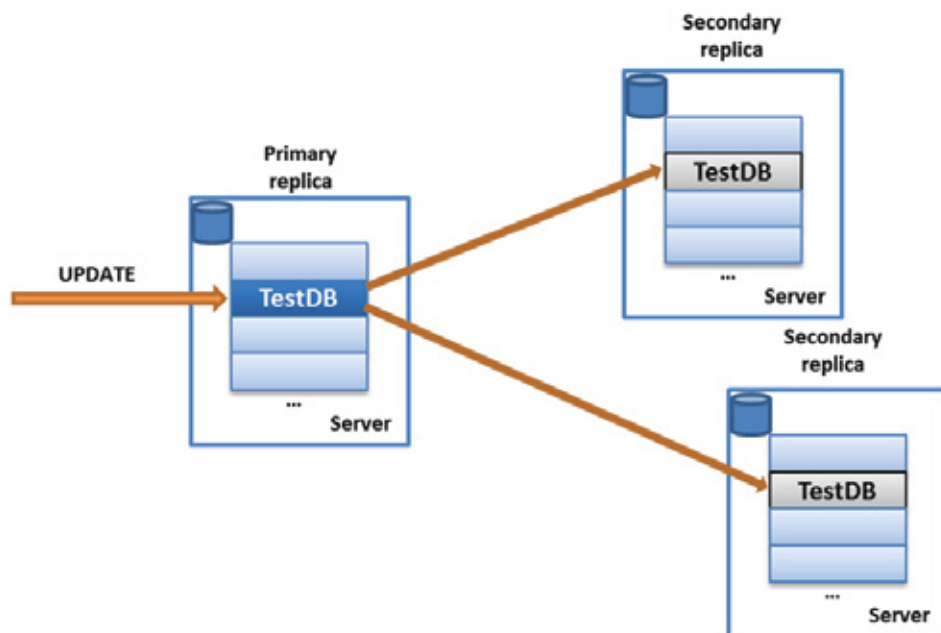 Secondary
replica
TestDB
...
Server
Primary
replica
UPDATE
TestDB
...
Server
Secondary
replica
TestDB
...
Server